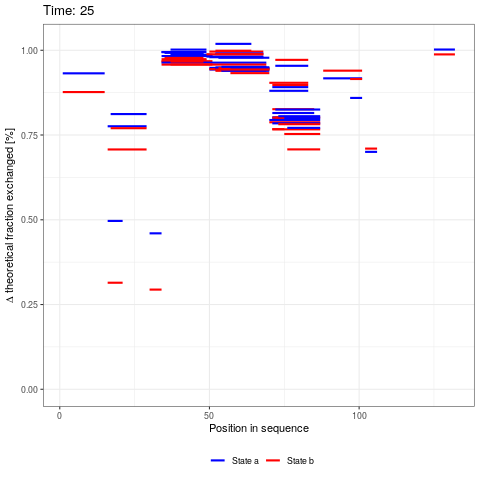 Time: 25
Δ theoretical fraction exchanged [%]
1.00
0.75
0.50
0.25
0.00
0 50 100
Position in sequence
State a State b